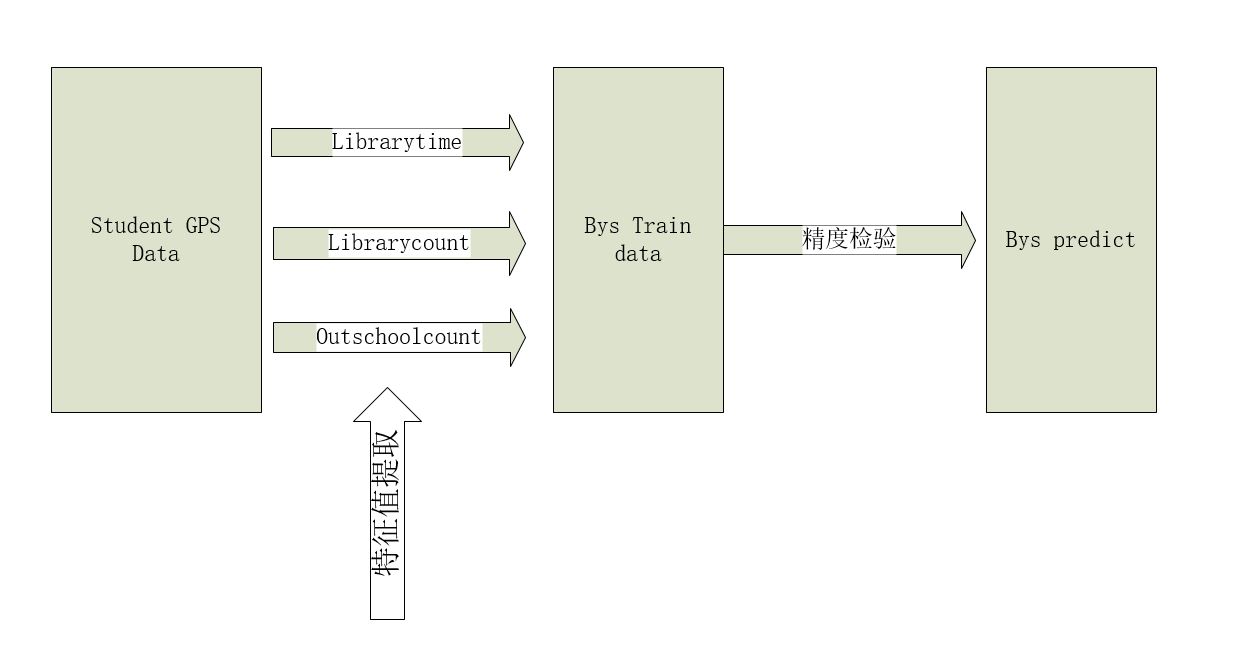 Student GPS
Data
Librarytime
Librarycount
Outschoolcount
特征值提取
Bys Train
data
精度检验
Bys predict